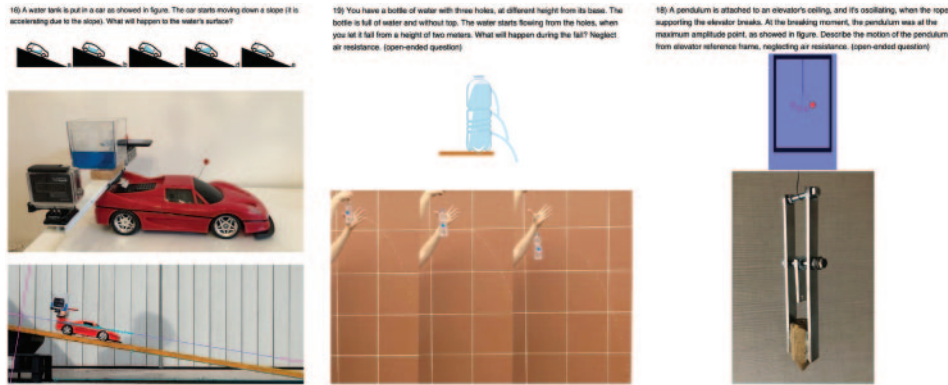 16) A water tank is put in a car as showed in figure. The car starts moving down a slope (it is
accelerating due to the slope). What will happen to the water's surface?
19) You have a bottle of water with three holes, at different height from its base. The
bottle is full of water and without top. The water starts flowing from the holes, when
you let it fall from a height of two meters. What will happen during the fall? Neglect
air resistance. (open-ended question)
18) A pendulum is attached to an elevator's ceiling, and it's oscillating, when the rope
supporting the elevator breaks. At the breaking moment, the pendulum was at the
maximum amplitude point, as showed in figure. Describe the motion of the pendulum
from elevator reference frame, neglecting air resistance. (open-ended question)